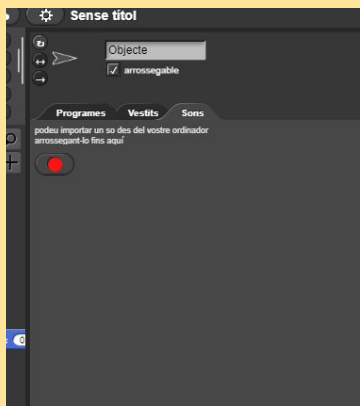 Sense títol
Objecte
arrossegable
Programes Vestits Sons
podeu importar un so des del vostre ordinador
arrossegant-lo fins aquí